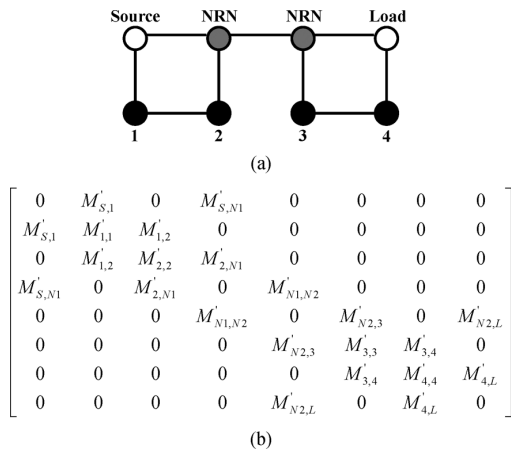 Source NRN NRN Load
1 2 3 4
(a)
0 M'_{S,1} 0 M'_{S,N1} 0 0 0 0
M'_{S,1} M'_{1,1} M'_{1,2} 0 0 0 0 0
0 M'_{1,2} M'_{2,2} M'_{2,N1} 0 0 0 0
M'_{S,N1} 0 M'_{2,N1} 0 M'_{N1,N2} 0 0 0
0 0 0 M'_{N1,N2} 0 M'_{N2,3} 0 M'_{N2,L}
0 0 0 0 M'_{N2,3} M'_{3,3} M'_{3,4} 0
0 0 0 0 0 M'_{3,4} M'_{4,4} M'_{4,L}
0 0 0 0 M'_{N2,L} 0 M'_{4,L} 0
(b)